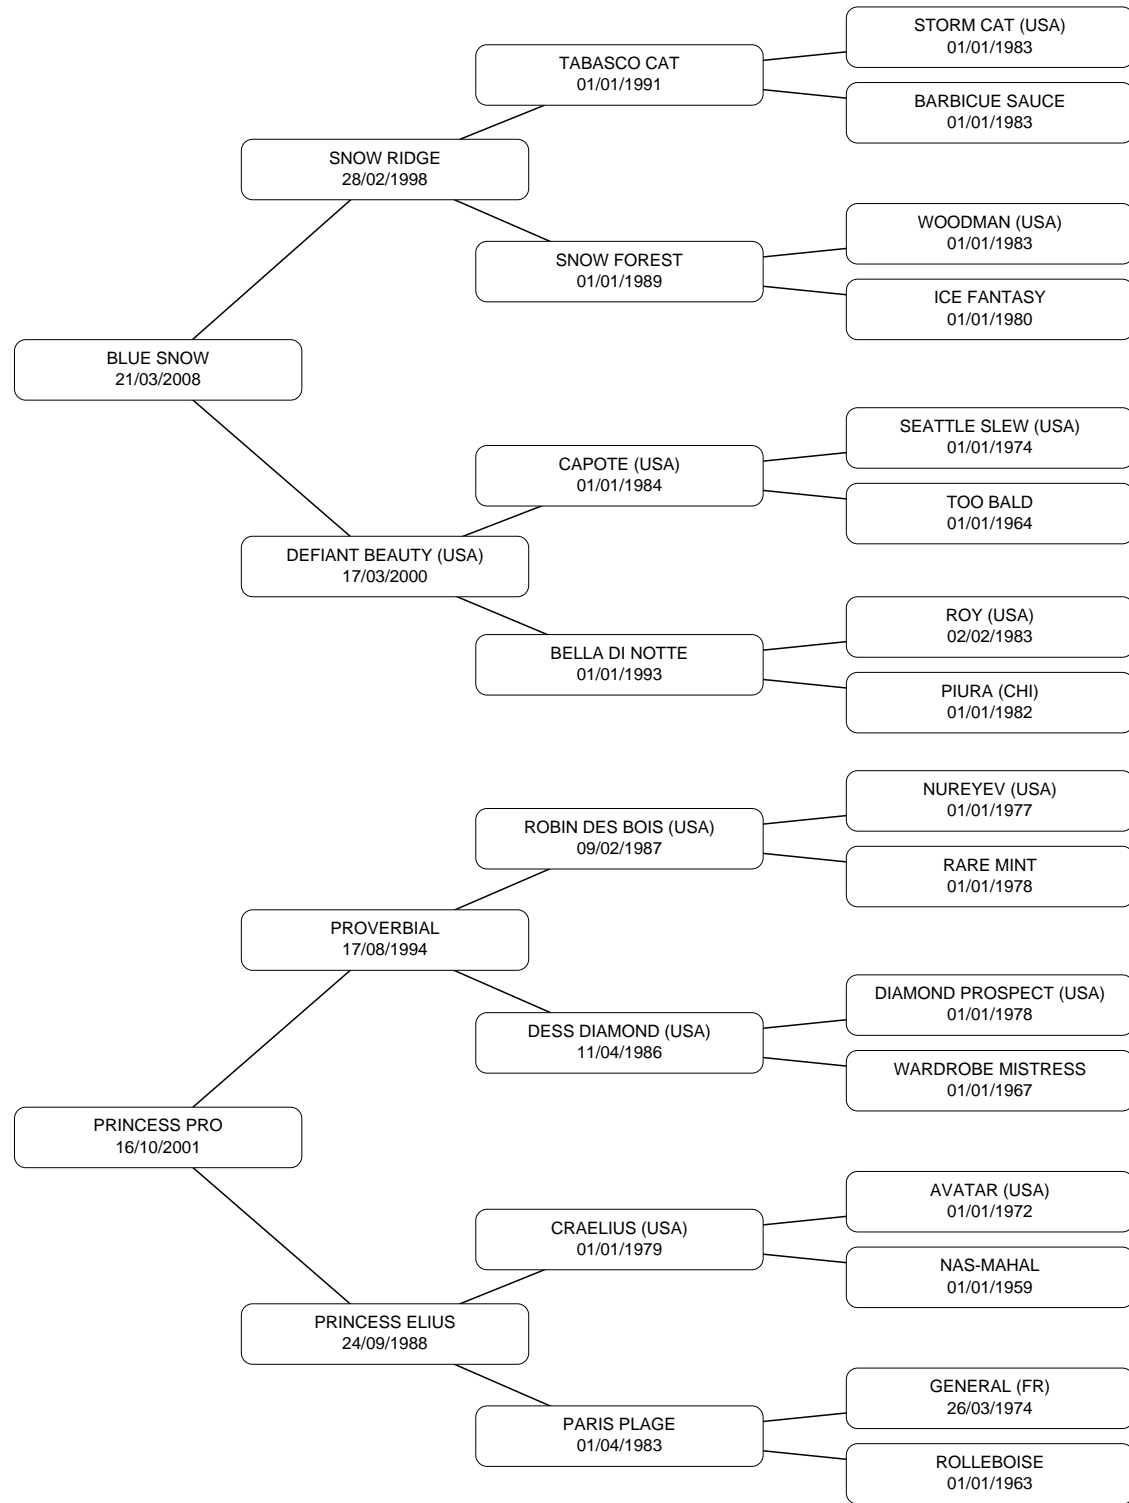 STORM CAT (USA)
01/01/1983
TABASCO CAT
01/01/1991
BARBICUE SAUCE
01/01/1983
SNOW RIDGE
28/02/1998
WOODMAN (USA)
01/01/1983
SNOW FOREST
01/01/1989
ICE FANTASY
01/01/1980
BLUE SNOW
21/03/2008
SEATTLE SLEW (USA)
01/01/1974
CAPOTE (USA)
01/01/1984
TOO BALD
01/01/1964
DEFIANT BEAUTY (USA)
17/03/2000
ROY (USA)
02/02/1983
BELLA DI NOTTE
01/01/1993
PIURA (CHI)
01/01/1982
NUREYEV (USA)
01/01/1977
ROBIN DES BOIS (USA)
09/02/1987
RARE MINT
01/01/1978
PROVERBIAL
17/08/1994
DIAMOND PROSPECT (USA)
01/01/1978
DESS DIAMOND (USA)
11/04/1986
WARDROBE MISTRESS
01/01/1967
PRINCESS PRO
16/10/2001
AVATAR (USA)
01/01/1972
CRAELIUS (USA)
01/01/1979
NAS-MAHAL
01/01/1959
PRINCESS ELIUS
24/09/1988
GENERAL (FR)
26/03/1974
PARIS PLAGE
01/04/1983
ROLLEBOISE
01/01/1963